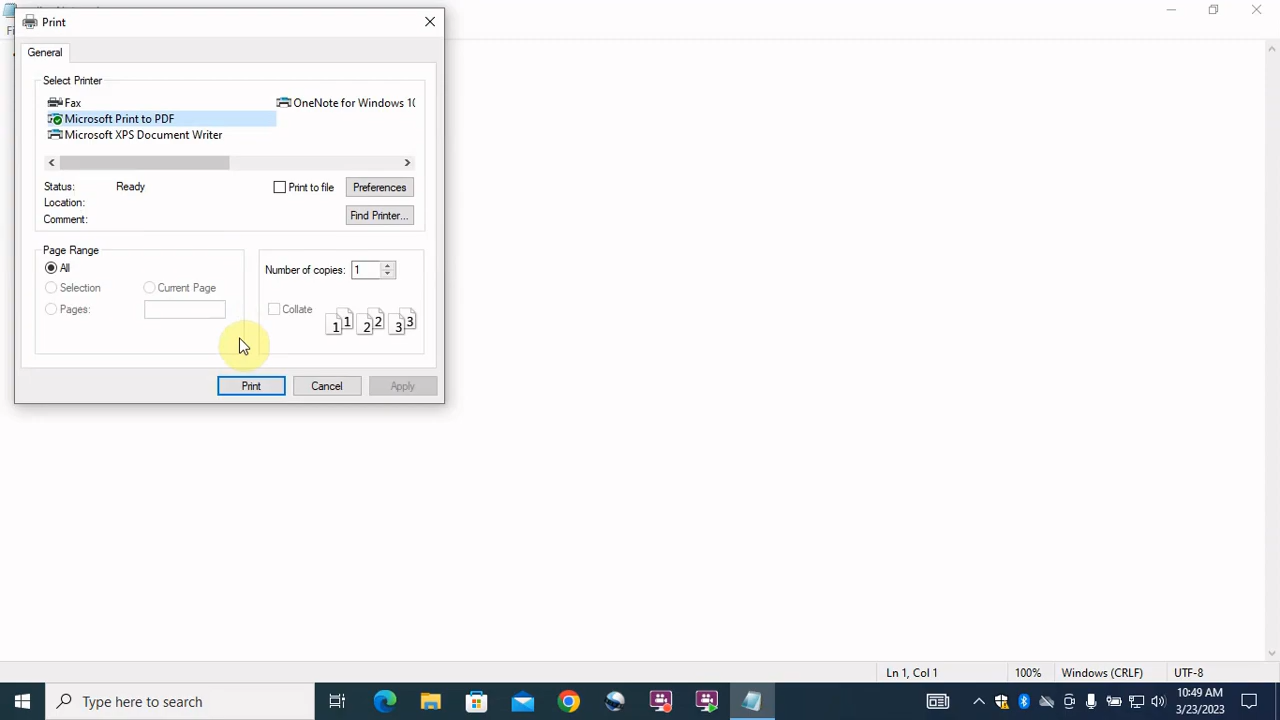 Print
Fi
General
Select Printer
Fax
OneNote for Windows 10
Microsoft Print to PDF
Microsoft XPS Document Writer
Status: Ready
Print to file
Preferences
Location:
Comment:
Find Printer...
Page Range
All
Number of copies: 1
Selection
Current Page
Pages:
Collate
1 1 2 2 3 3
Print
Cancel
Apply
Ln 1, Col 1
100%
Windows (CRLF)
UTF-8
Type here to search
10:49 AM
3/23/2023